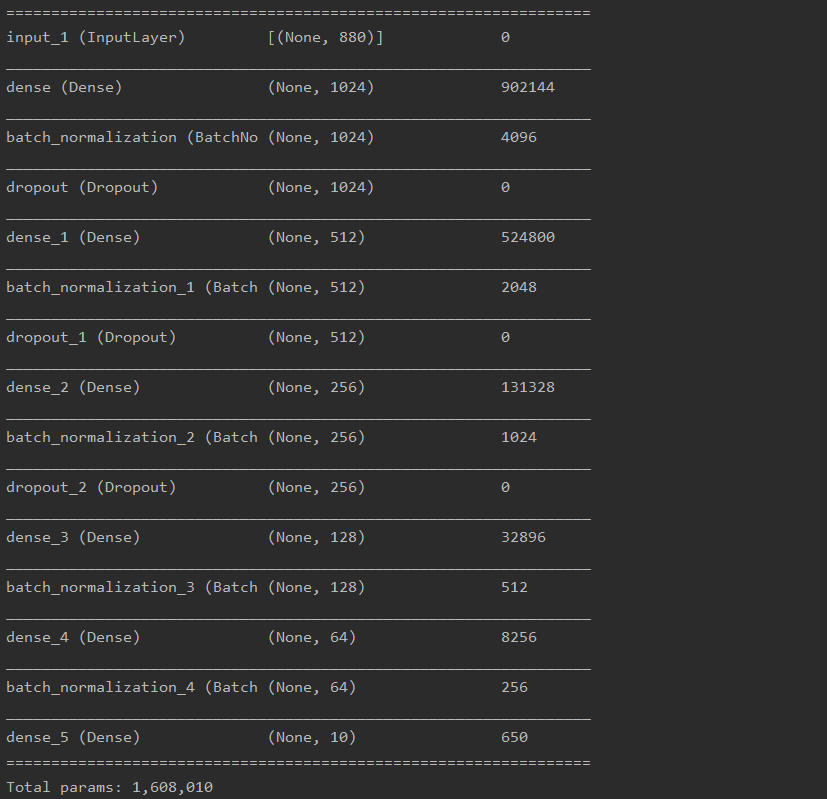 =================================================================
input_1 (InputLayer)         [(None, 880)]             0
_________________________________________________________________
dense (Dense)                (None, 1024)              902144
_________________________________________________________________
batch_normalization (BatchNo (None, 1024)              4096
_________________________________________________________________
dropout (Dropout)            (None, 1024)              0
_________________________________________________________________
dense_1 (Dense)              (None, 512)               524800
_________________________________________________________________
batch_normalization_1 (Batch (None, 512)               2048
_________________________________________________________________
dropout_1 (Dropout)          (None, 512)               0
_________________________________________________________________
dense_2 (Dense)              (None, 256)               131328
_________________________________________________________________
batch_normalization_2 (Batch (None, 256)               1024
_________________________________________________________________
dropout_2 (Dropout)          (None, 256)               0
_________________________________________________________________
dense_3 (Dense)              (None, 128)               32896
_________________________________________________________________
batch_normalization_3 (Batch (None, 128)               512
_________________________________________________________________
dense_4 (Dense)              (None, 64)                8256
_________________________________________________________________
batch_normalization_4 (Batch (None, 64)                256
_________________________________________________________________
dense_5 (Dense)              (None, 10)                650
=================================================================
Total params: 1,608,010